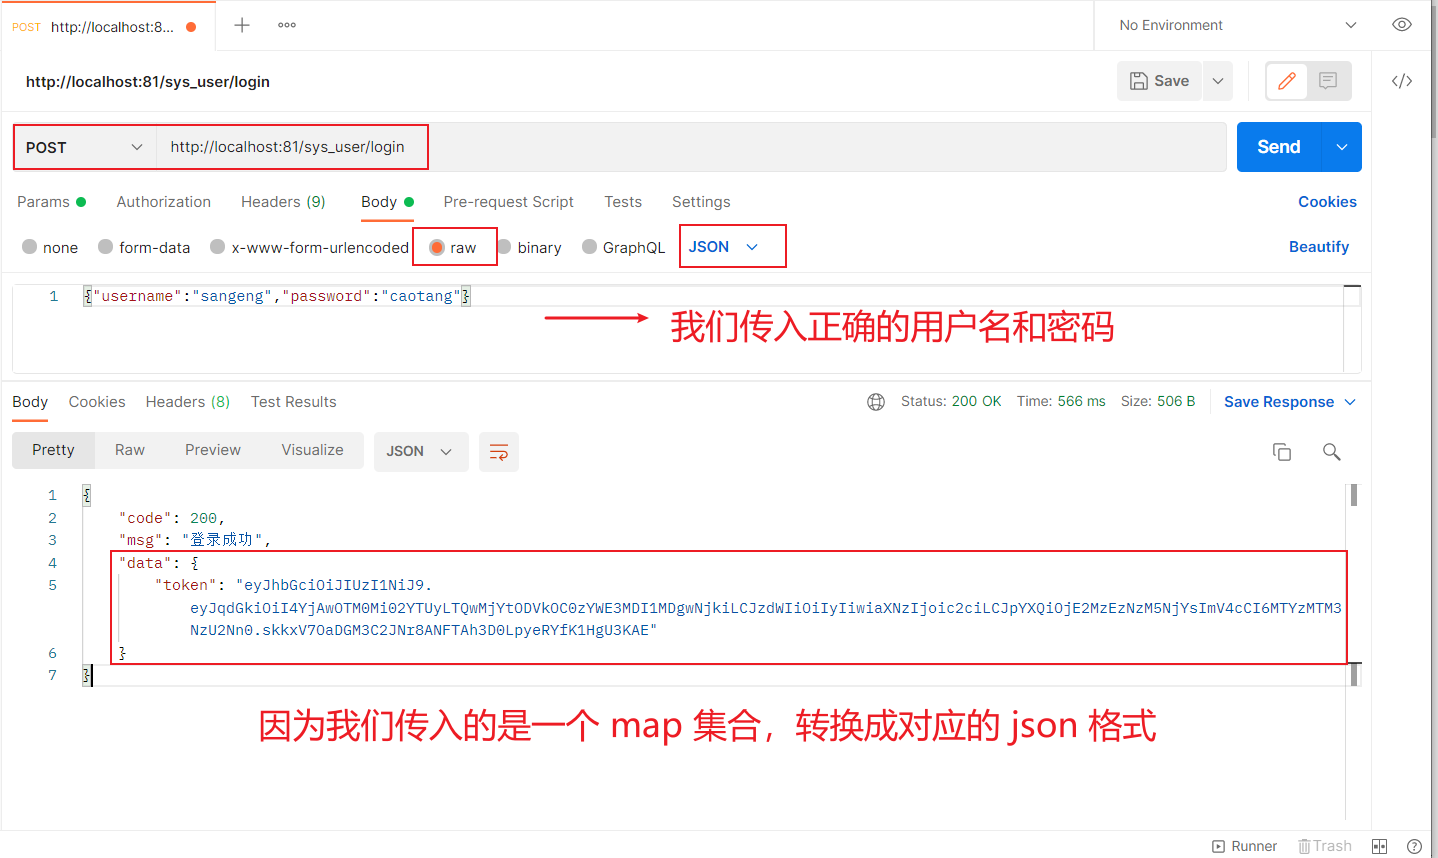 POST http://localhost:8... No Environment
http://localhost:81/sys_user/login Save
POST http://localhost:81/sys_user/login Send
Params Authorization Headers (9) Body Pre-request Script Tests Settings Cookies
none form-data x-www-form-urlencoded raw binary GraphQL JSON Beautify
1 {"username":"sangeng","password":"caotang"}
我们传入正确的用户名和密码
Body Cookies Headers (8) Test Results Status: 200 OK Time: 566 ms Size: 506 B Save Response
Pretty Raw Preview Visualize JSON
1 {
2 "code": 200,
3 "msg": "登录成功",
4 "data": {
5 "token": "eyJhbGciOiJIUzI1NiJ9.
eyJqdGkiOiI4YjAwOTM0Mi02YTUyLTQwMjYtODVkOC0zYWE3MDI1MDgwNjkiLCJzdWIiOiIyIiwiaXNzIjoic2ciLCJpYXQiOjE2MzEzNzM5NjYsImV4cCI6MTYzMTM3
NzU2Nn0.skkxV7OaDGM3C2JNr8ANFTAh3D0LpyeRYfK1HgU3KAE"
6 }
7 }
因为我们传入的是一个 map 集合，转换成对应的 json 格式
Runner Trash